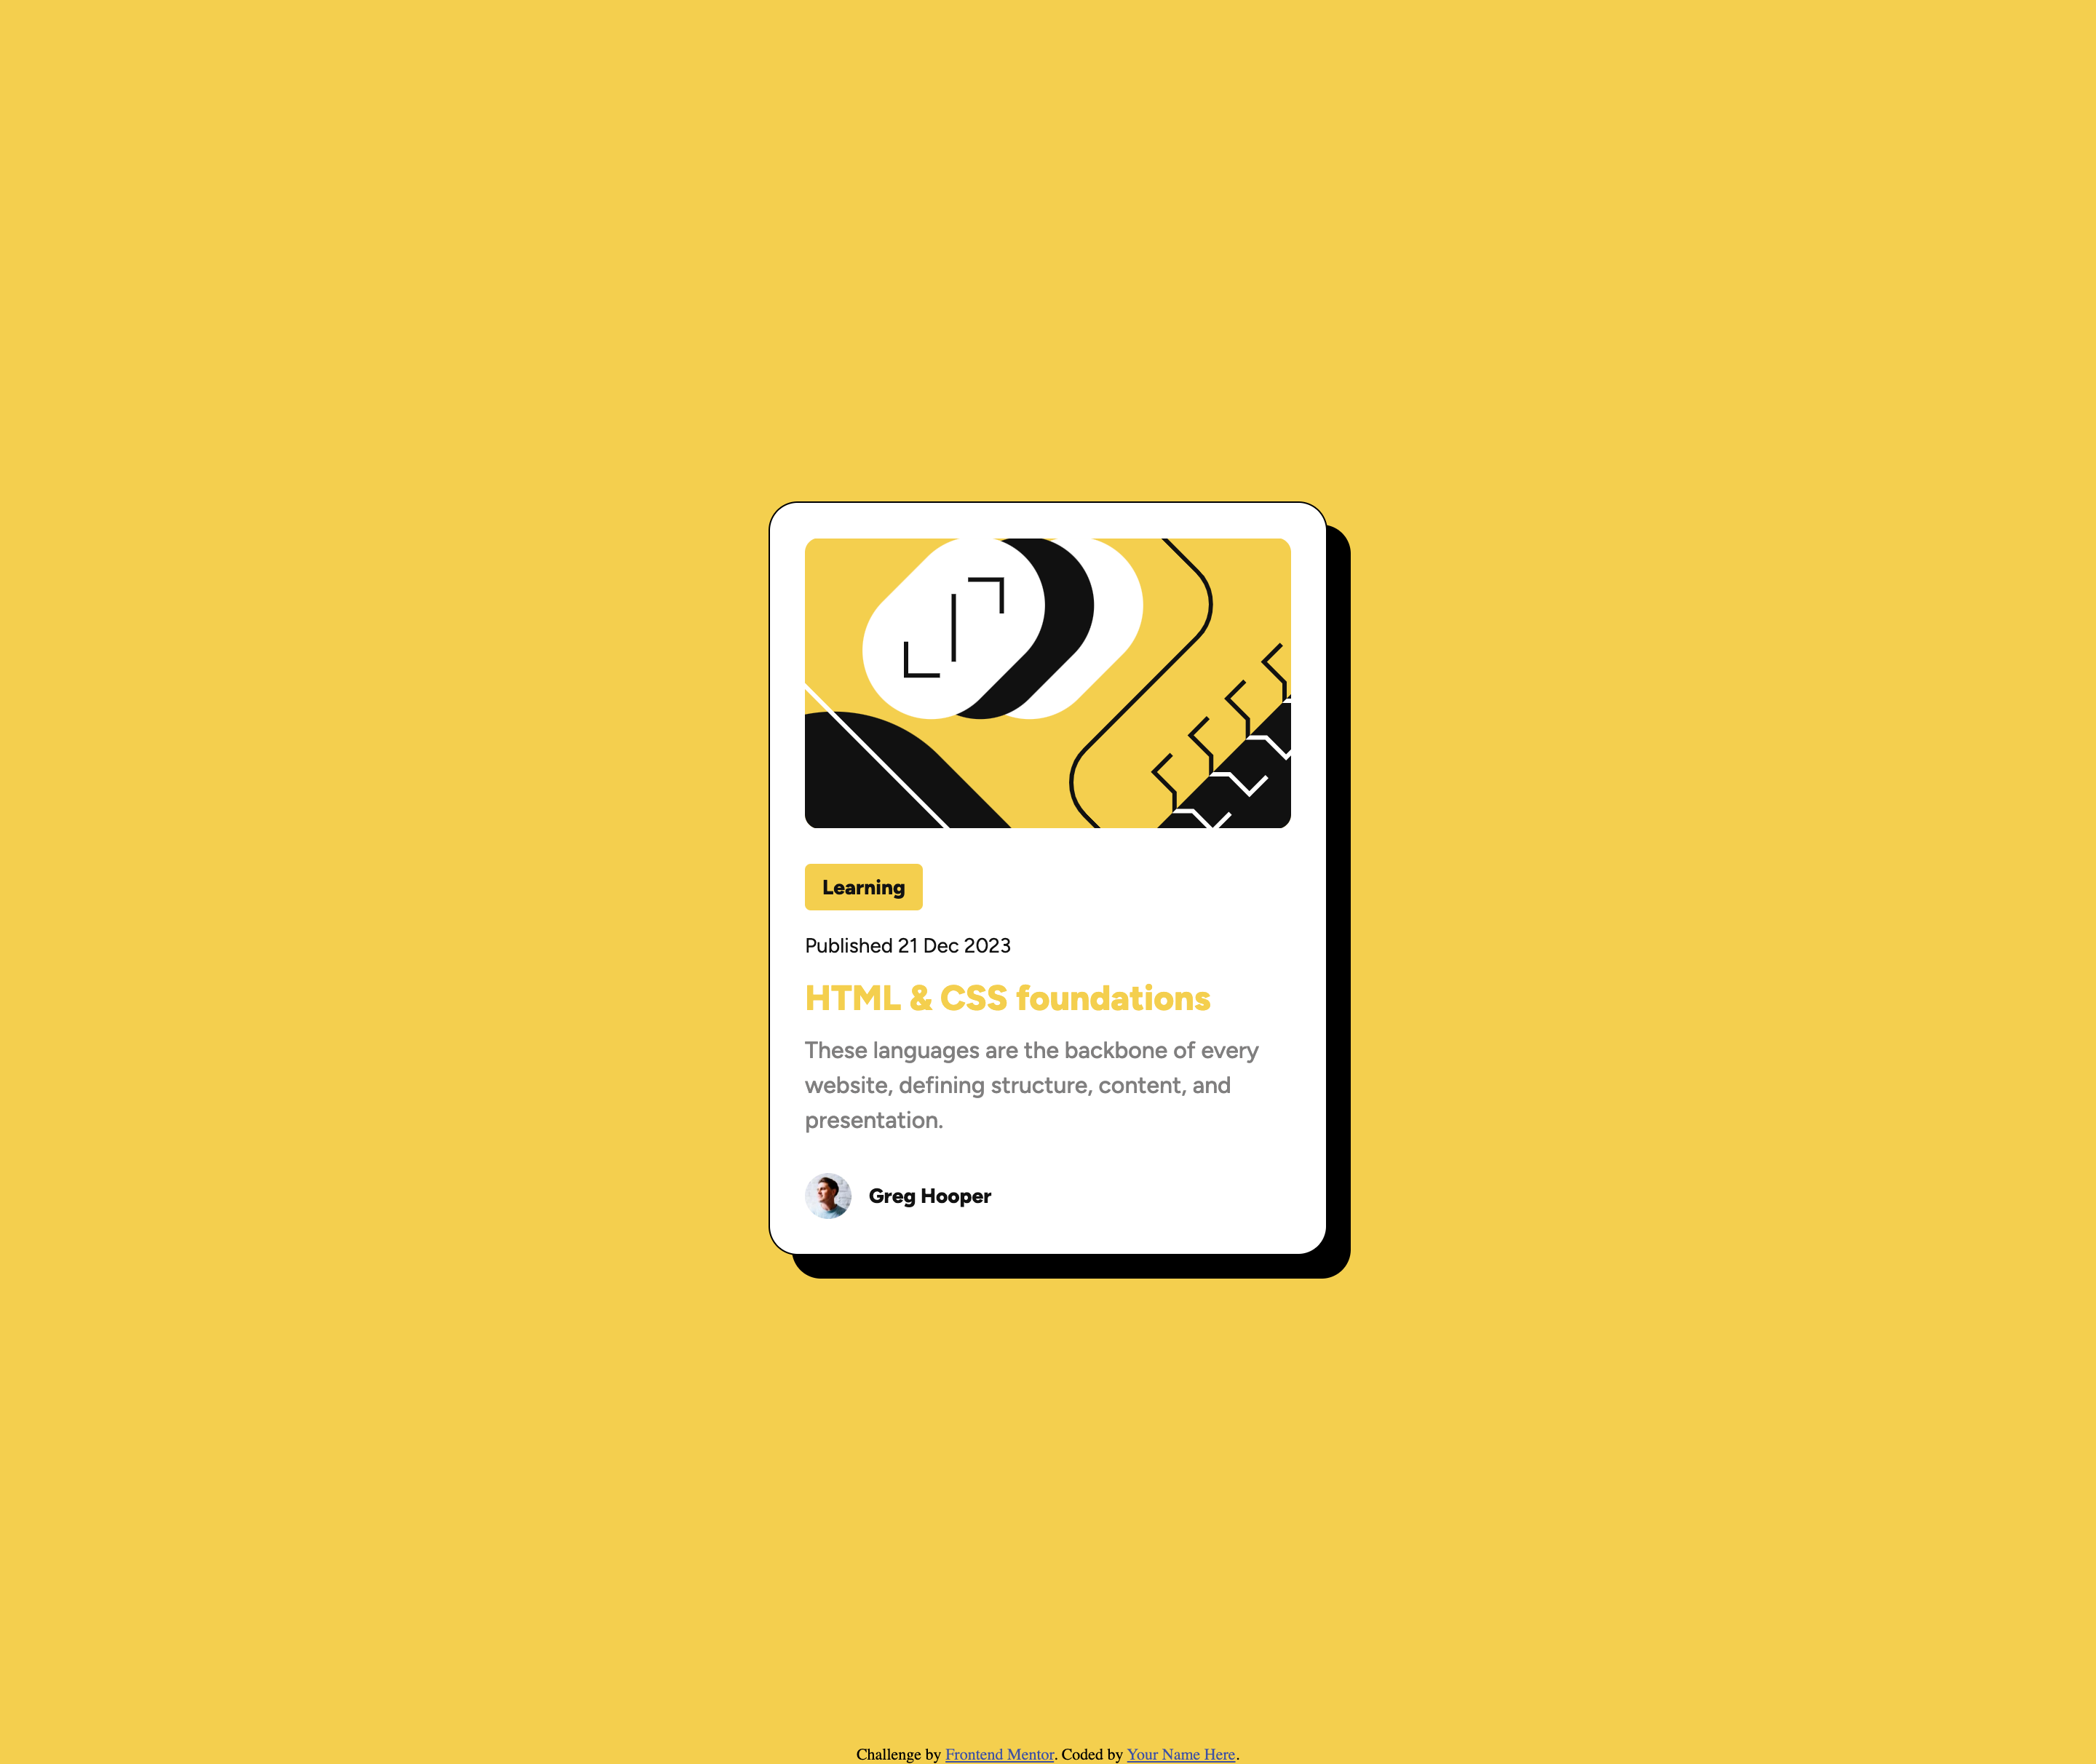 Learning
Published 21 Dec 2023
HTML & CSS foundations
These languages are the backbone of every
website, defining structure, content, and
presentation.
Greg Hooper
Challenge by Frontend Mentor. Coded by Your Name Here.